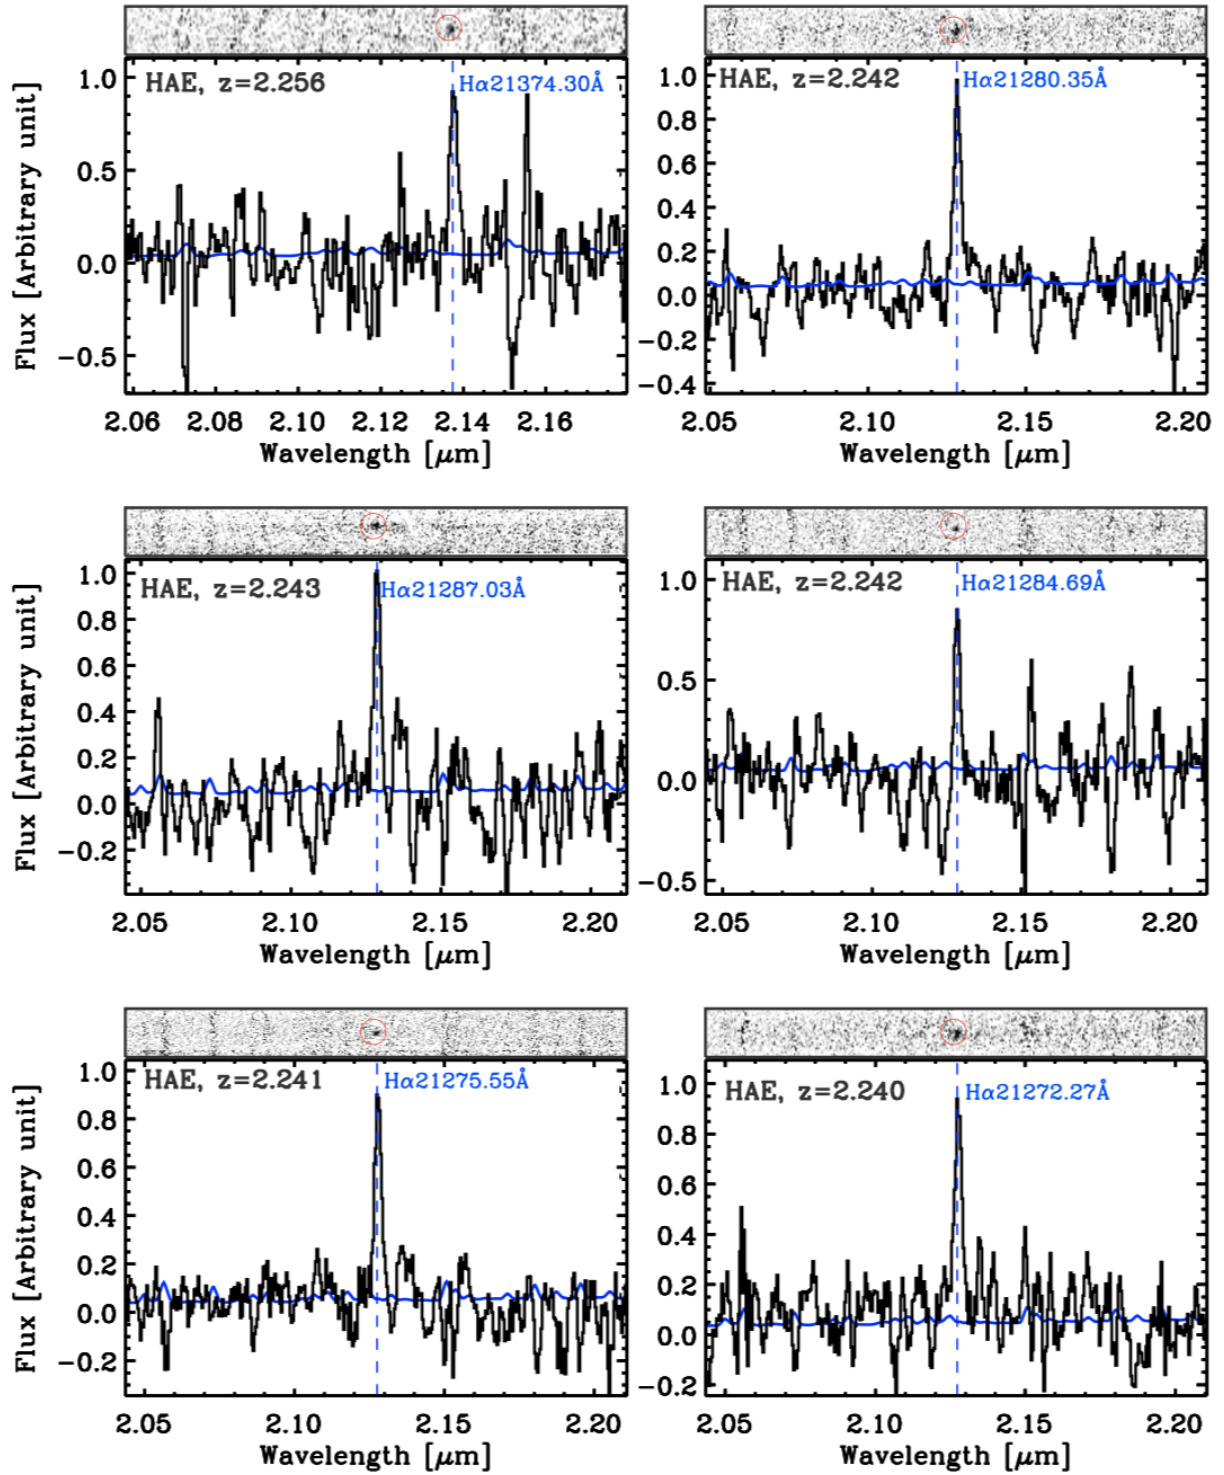 HAE, z=2.256
Hα21374.30Å
1.0
0.5
0.0
−0.5
Flux [Arbitrary unit]
2.06 2.08 2.10 2.12 2.14 2.16
Wavelength [μm]
HAE, z=2.242
Hα21280.35Å
1.0
0.8
0.6
0.4
0.2
0.0
−0.2
−0.4
2.05 2.10 2.15 2.20
Wavelength [μm]
HAE, z=2.243
Hα21287.03Å
1.0
0.8
0.6
0.4
0.2
0.0
−0.2
Flux [Arbitrary unit]
2.05 2.10 2.15 2.20
Wavelength [μm]
HAE, z=2.242
Hα21284.69Å
1.0
0.5
0.0
−0.5
2.05 2.10 2.15 2.20
Wavelength [μm]
HAE, z=2.241
Hα21275.55Å
1.0
0.8
0.6
0.4
0.2
0.0
−0.2
Flux [Arbitrary unit]
2.05 2.10 2.15 2.20
Wavelength [μm]
HAE, z=2.240
Hα21272.27Å
1.0
0.8
0.6
0.4
0.2
0.0
−0.2
2.05 2.10 2.15 2.20
Wavelength [μm]